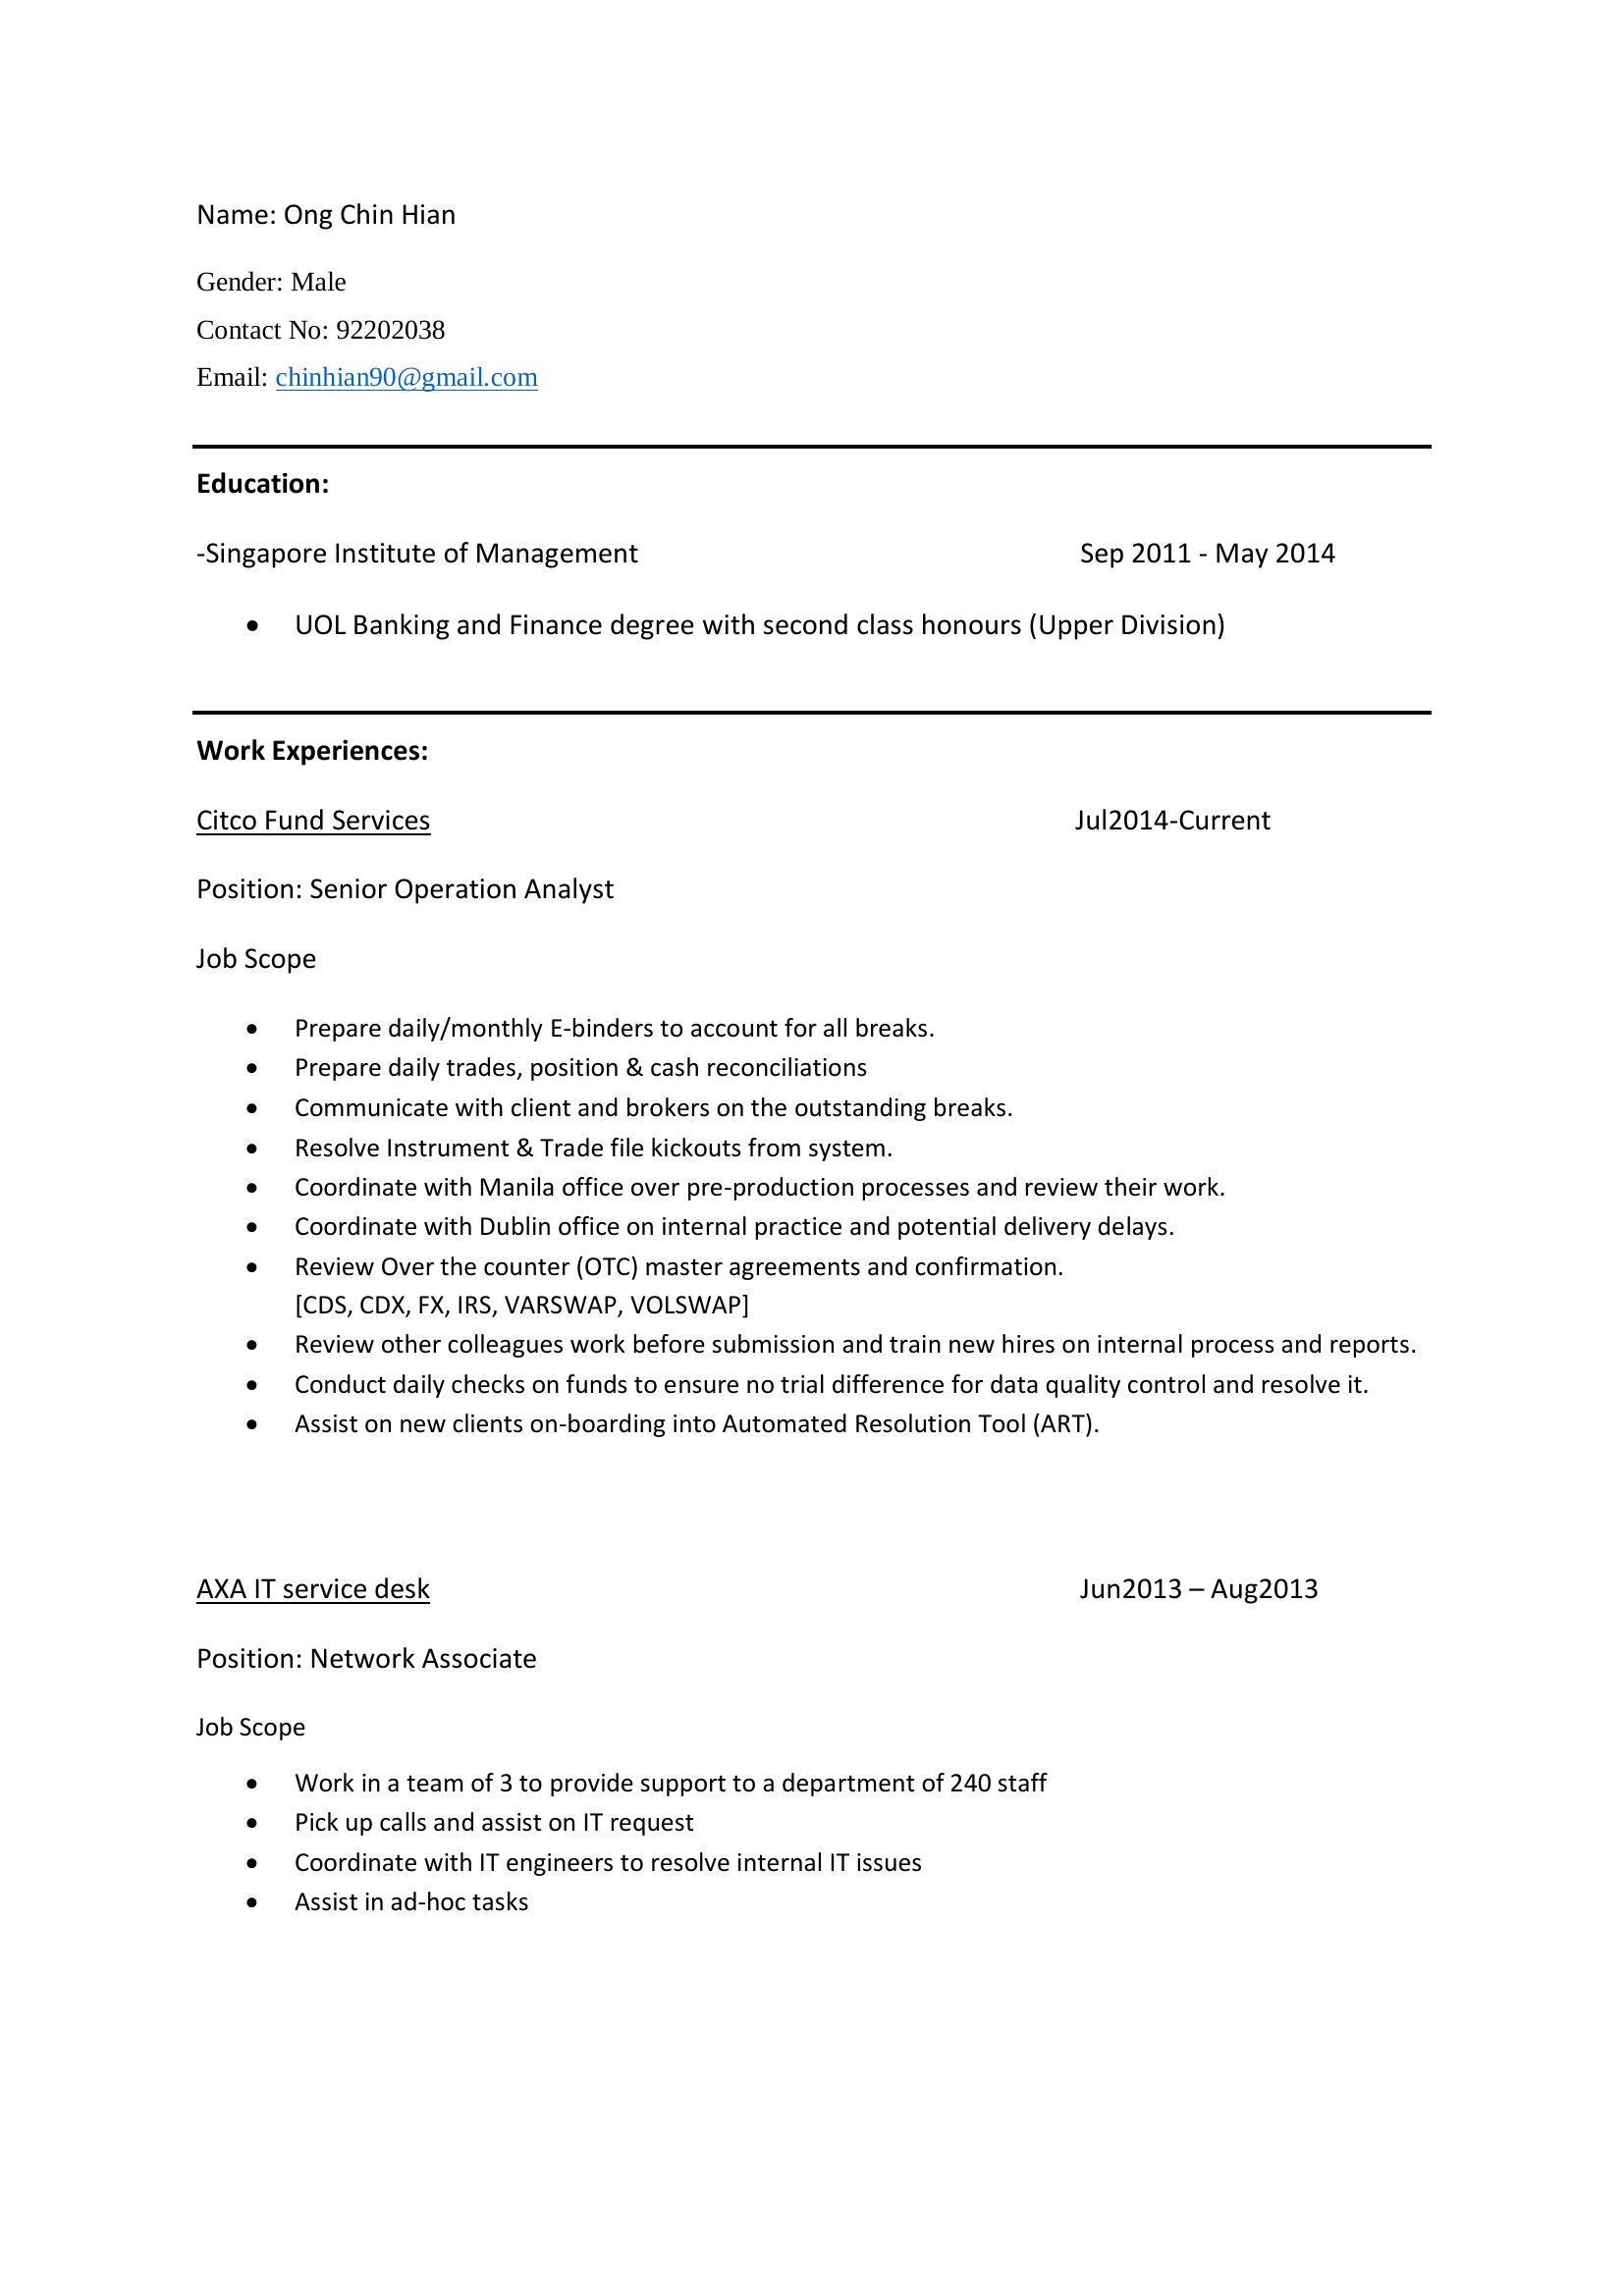 Name: Ong Chin Hian
Gender: Male
Contact No: 92202038
Email: chinhian90@gmail.com
Education:
-Singapore Institute of Management Sep 2011 - May 2014
• UOL Banking and Finance degree with second class honours (Upper Division)
Work Experiences:
Citco Fund Services Jul2014-Current
Position: Senior Operation Analyst
Job Scope
• Prepare daily/monthly E-binders to account for all breaks.
• Prepare daily trades, position & cash reconciliations
• Communicate with client and brokers on the outstanding breaks.
• Resolve Instrument & Trade file kickouts from system.
• Coordinate with Manila office over pre-production processes and review their work.
• Coordinate with Dublin office on internal practice and potential delivery delays.
• Review Over the counter (OTC) master agreements and confirmation.
[CDS, CDX, FX, IRS, VARSWAP, VOLSWAP]
• Review other colleagues work before submission and train new hires on internal process and reports.
• Conduct daily checks on funds to ensure no trial difference for data quality control and resolve it.
• Assist on new clients on-boarding into Automated Resolution Tool (ART).
AXA IT service desk Jun2013 – Aug2013
Position: Network Associate
Job Scope
• Work in a team of 3 to provide support to a department of 240 staff
• Pick up calls and assist on IT request
• Coordinate with IT engineers to resolve internal IT issues
• Assist in ad-hoc tasks